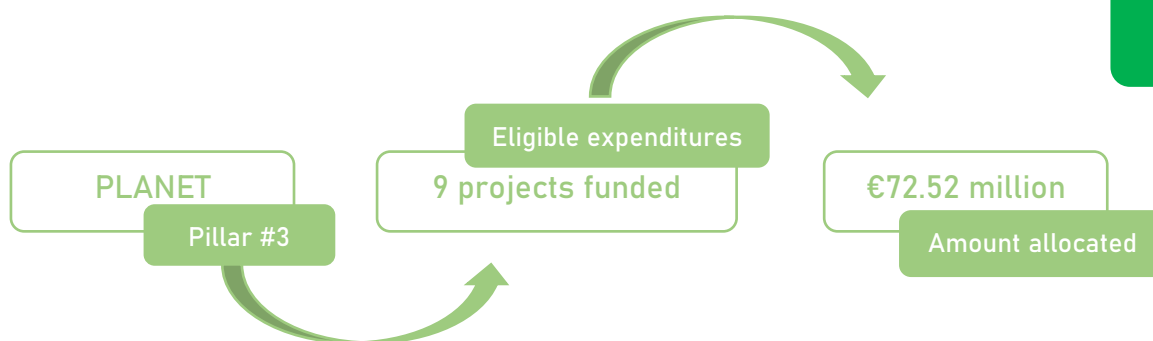 PLANET
Pillar #3
Eligible expenditures
9 projects funded
€72.52 million
Amount allocated